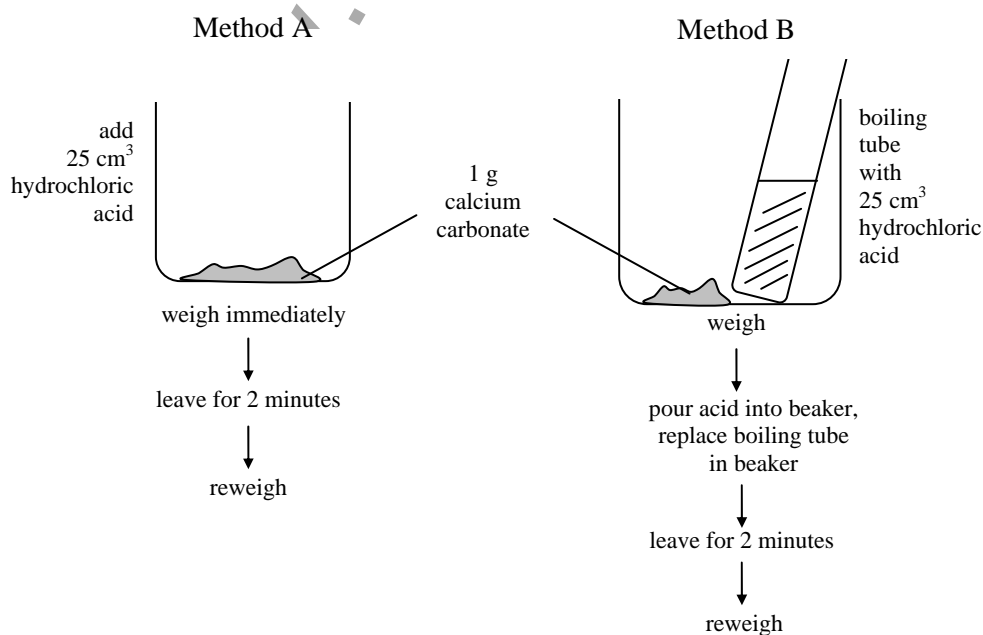 Method A
add
25 cm³
hydrochloric
acid
weigh immediately
leave for 2 minutes
reweigh
1 g
calcium
carbonate
Method B
boiling
tube
with
25 cm³
hydrochloric
acid
weigh
pour acid into beaker,
replace boiling tube
in beaker
leave for 2 minutes
reweigh